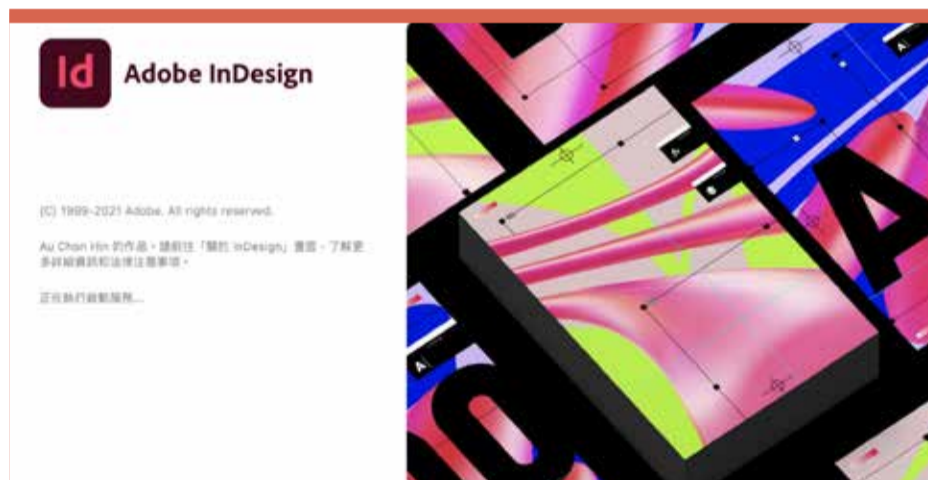 Id
Adobe InDesign
(C) 1999-2021 Adobe. All rights reserved.
Au Chon Hin 的作品。請前往「關於 InDesign」畫面，了解更
多詳細資訊和法律注意事項。
正在執行啟動服務...
A
A